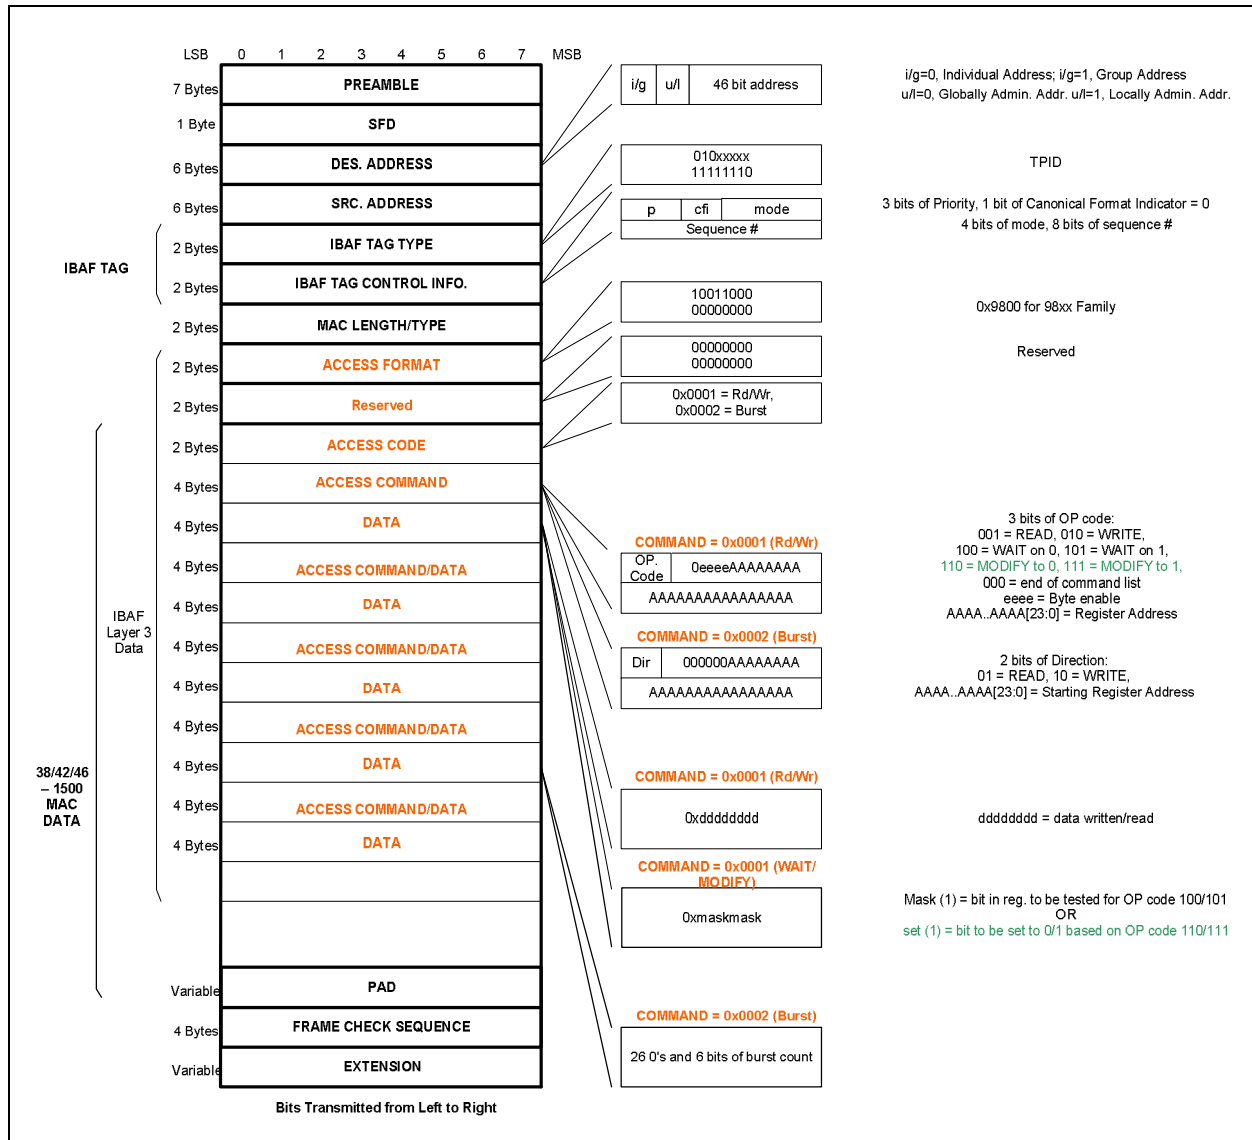 LSB 0 1 2 3 4 5 6 7 MSB
7 Bytes PREAMBLE
i/g u/l 46 bit address
i/g=0, Individual Address; i/g=1, Group Address
u/l=0, Globally Admin. Addr. u/l=1, Locally Admin. Addr.
1 Byte SFD
6 Bytes DES. ADDRESS
010xxxxx
11111110
TPID
6 Bytes SRC. ADDRESS
p cfi mode
Sequence #
3 bits of Priority, 1 bit of Canonical Format Indicator = 0
4 bits of mode, 8 bits of sequence #
IBAF TAG
2 Bytes IBAF TAG TYPE
2 Bytes IBAF TAG CONTROL INFO.
10011000
00000000
0x9800 for 98xx Family
2 Bytes MAC LENGTH/TYPE
2 Bytes ACCESS FORMAT
00000000
00000000
Reserved
2 Bytes Reserved
0x0001 = Rd/Wr,
0x0002 = Burst
2 Bytes ACCESS CODE
4 Bytes ACCESS COMMAND
4 Bytes DATA
COMMAND = 0x0001 (Rd/Wr)
OP.
Code
0eeeeAAAAAAAA
AAAAAAAAAAAAAAAA
3 bits of OP code:
001 = READ, 010 = WRITE,
100 = WAIT on 0, 101 = WAIT on 1,
110 = MODIFY to 0, 111 = MODIFY to 1,
000 = end of command list
eeee = Byte enable
AAAA..AAAA[23:0] = Register Address
4 Bytes ACCESS COMMAND/DATA
4 Bytes DATA
IBAF
Layer 3
Data
4 Bytes ACCESS COMMAND/DATA
COMMAND = 0x0002 (Burst)
Dir 000000AAAAAAAA
AAAAAAAAAAAAAAAA
2 bits of Direction:
01 = READ, 10 = WRITE,
AAAA..AAAA[23:0] = Starting Register Address
4 Bytes DATA
4 Bytes ACCESS COMMAND/DATA
4 Bytes DATA
38/42/46
– 1500
MAC
DATA
COMMAND = 0x0001 (Rd/Wr)
0xdddddddd
dddddddd = data written/read
4 Bytes ACCESS COMMAND/DATA
4 Bytes DATA
COMMAND = 0x0001 (WAIT/
MODIFY)
0xmaskmask
Mask (1) = bit in reg. to be tested for OP code 100/101
OR
set (1) = bit to be set to 0/1 based on OP code 110/111
Variable PAD
COMMAND = 0x0002 (Burst)
26 0's and 6 bits of burst count
4 Bytes FRAME CHECK SEQUENCE
Variable EXTENSION
Bits Transmitted from Left to Right